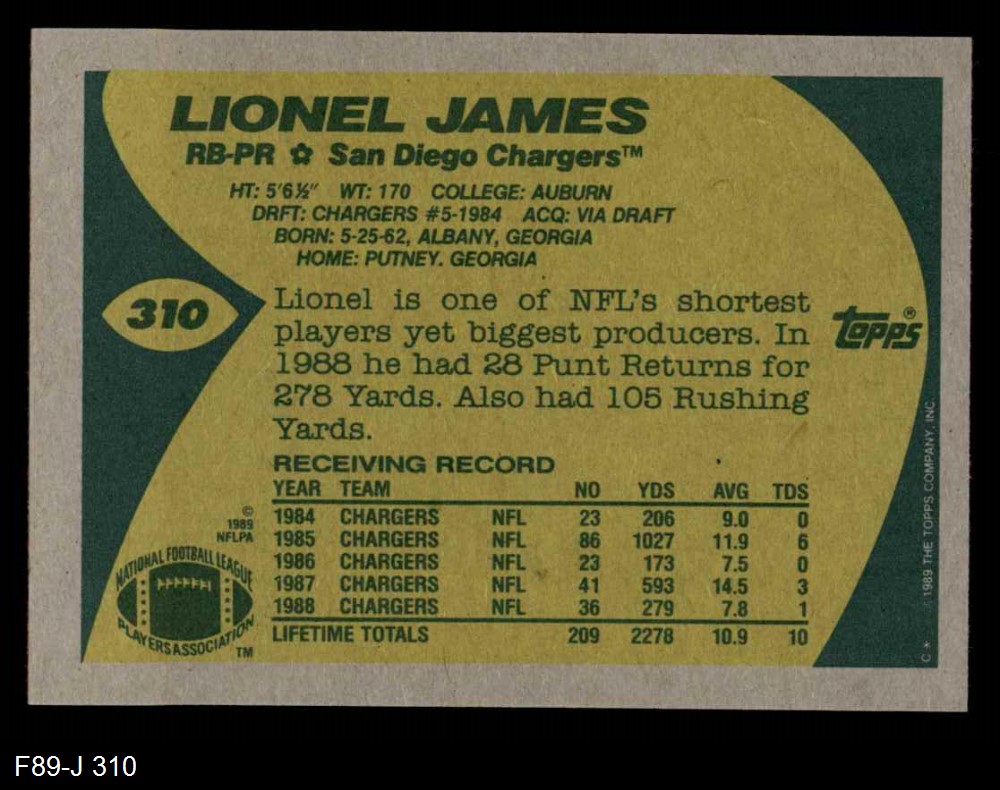 LIONEL JAMES
RB-PR ✿ San Diego Chargers™
HT: 5'6½" WT: 170 COLLEGE: AUBURN
DRFT: CHARGERS #5-1984 ACQ: VIA DRAFT
BORN: 5-25-62, ALBANY, GEORGIA
HOME: PUTNEY. GEORGIA
310
Lionel is one of NFL's shortest
players yet biggest producers. In
1988 he had 28 Punt Returns for
278 Yards. Also had 105 Rushing
Yards.
topps®
RECEIVING RECORD
YEAR TEAM NO YDS AVG TDS
1984 CHARGERS NFL 23 206 9.0 0
1985 CHARGERS NFL 86 1027 11.9 6
1986 CHARGERS NFL 23 173 7.5 0
1987 CHARGERS NFL 41 593 14.5 3
1988 CHARGERS NFL 36 279 7.8 1
LIFETIME TOTALS 209 2278 10.9 10
©
1989
NFLPA
NATIONAL FOOTBALL LEAGUE
PLAYERS ASSOCIATION
TM
C * © 1989 THE TOPPS COMPANY, INC.
F89-J 310